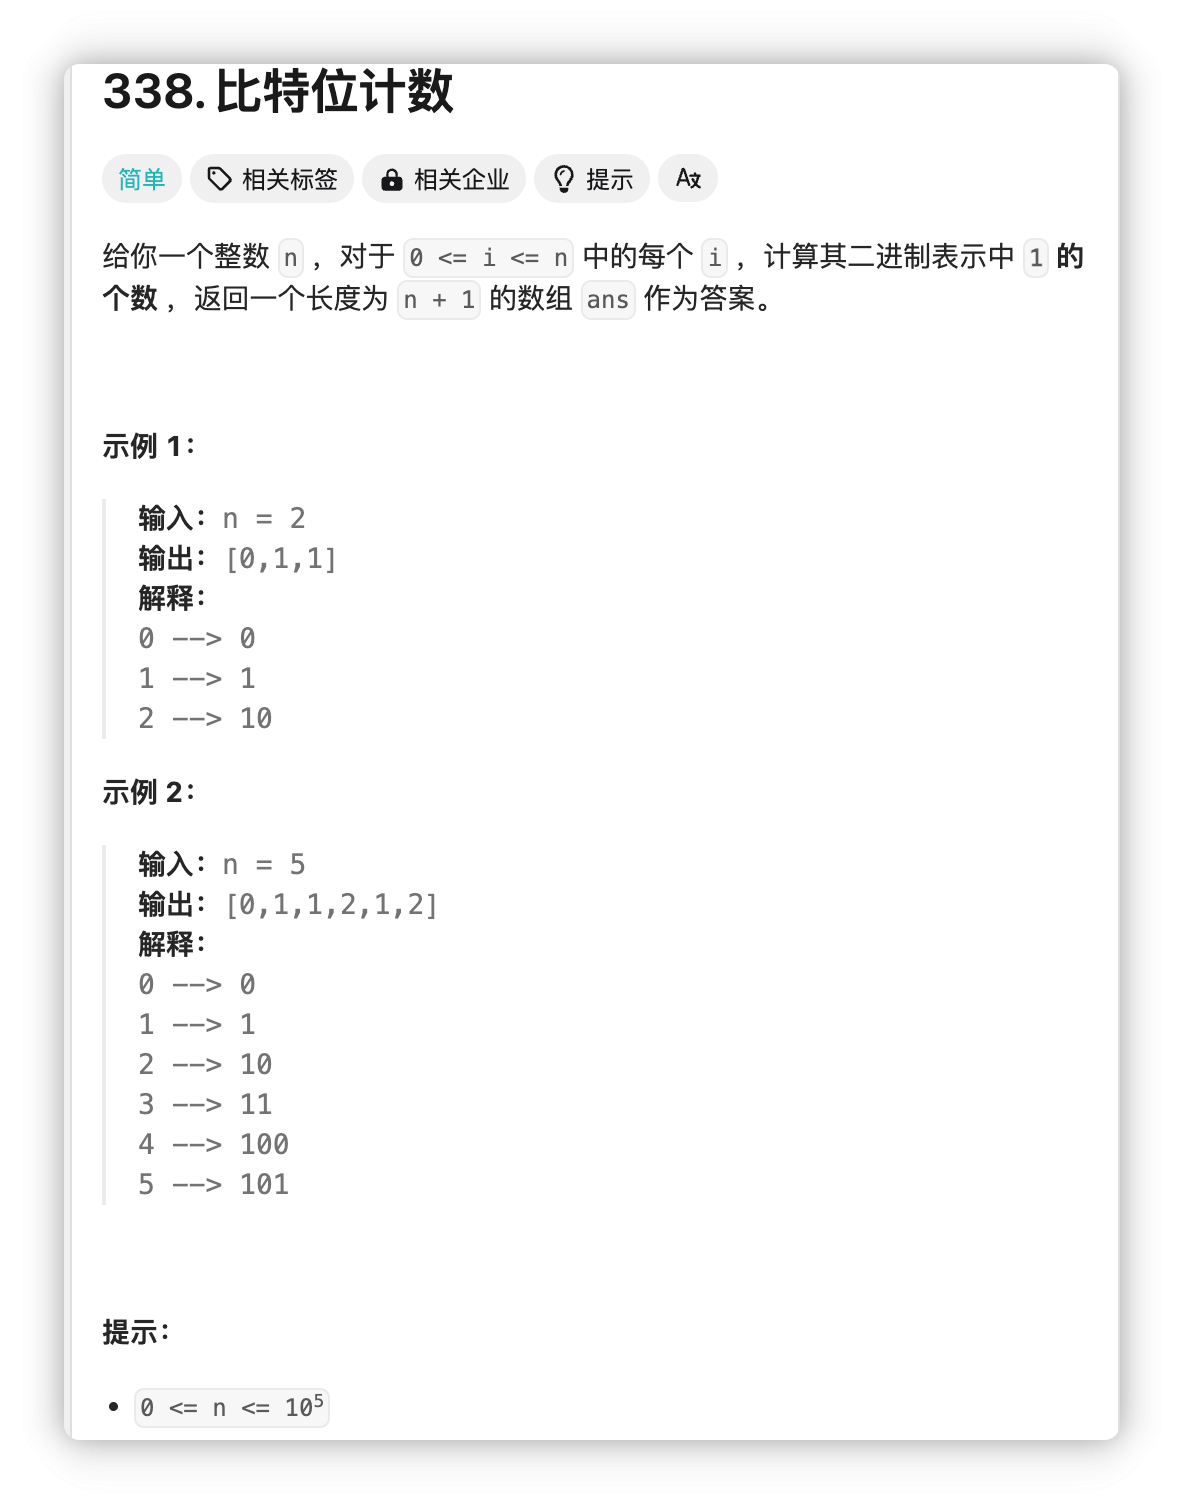 338. 比特位计数
简单 相关标签 相关企业 提示 A文
给你一个整数 n ，对于 0 <= i <= n 中的每个 i ，计算其二进制表示中 1 的
个数 ，返回一个长度为 n + 1 的数组 ans 作为答案。
示例 1：
输入：n = 2
输出：[0,1,1]
解释：
0 --> 0
1 --> 1
2 --> 10
示例 2：
输入：n = 5
输出：[0,1,1,2,1,2]
解释：
0 --> 0
1 --> 1
2 --> 10
3 --> 11
4 --> 100
5 --> 101
提示：
• 0 <= n <= 10⁵